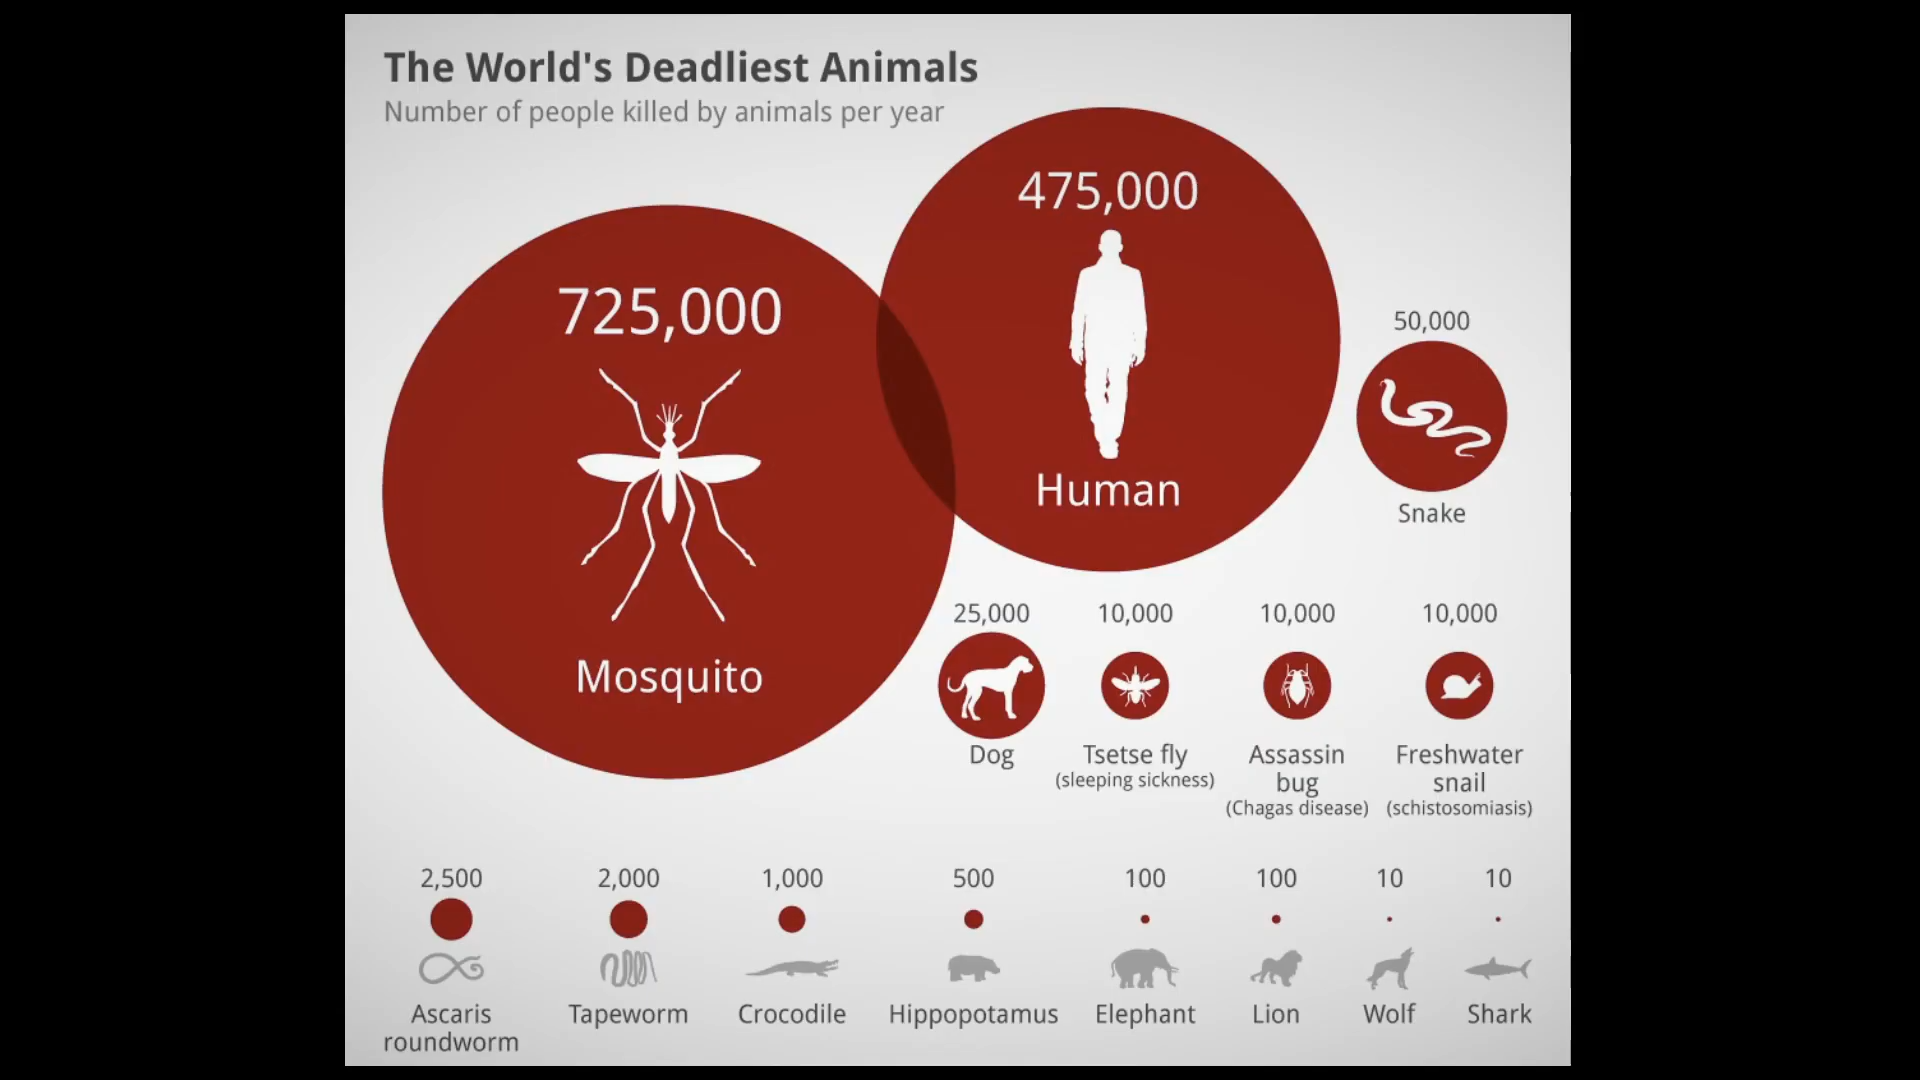 The World's Deadliest Animals
Number of people killed by animals per year
475,000
Human
725,000
Mosquito
50,000
Snake
25,000
Dog
10,000
Tsetse fly
(sleeping sickness)
10,000
Assassin
bug
(Chagas disease)
10,000
Freshwater
snail
(schistosomiasis)
2,500
Ascaris
roundworm
2,000
Tapeworm
1,000
Crocodile
500
Hippopotamus
100
Elephant
100
Lion
10
Wolf
10
Shark